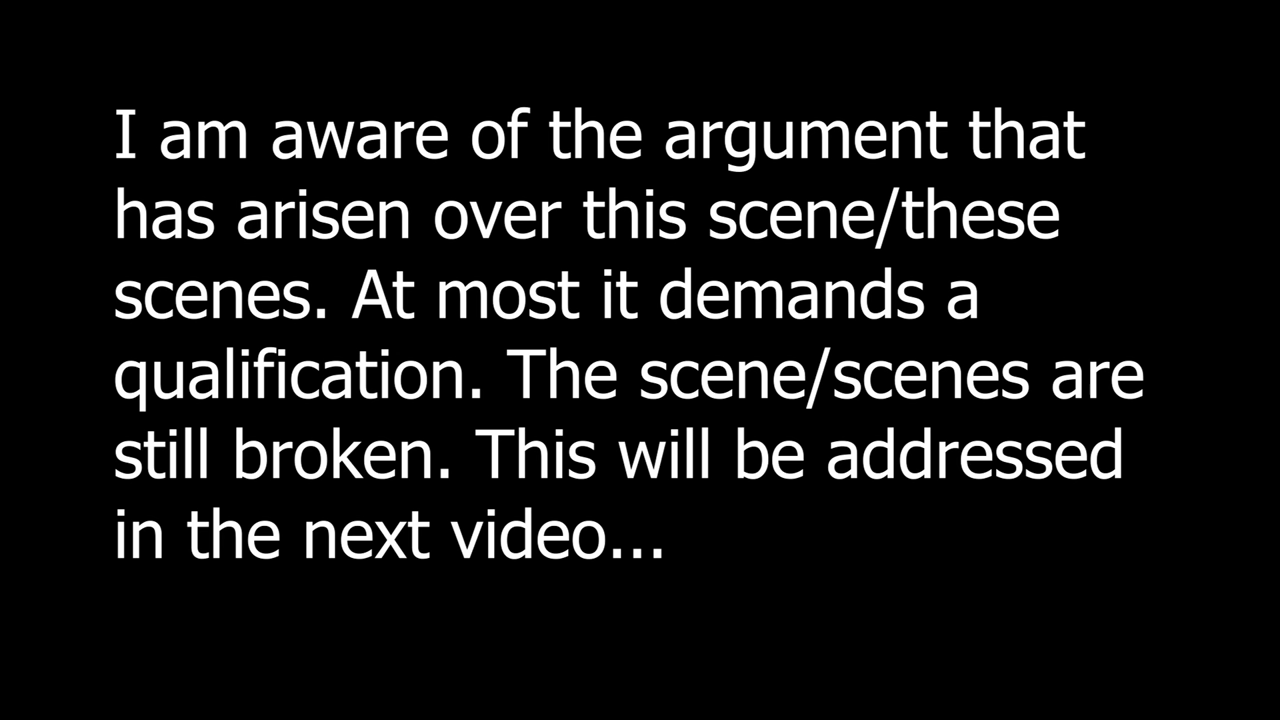 I am aware of the argument that
has arisen over this scene/these
scenes. At most it demands a
qualification. The scene/scenes are
still broken. This will be addressed
in the next video...